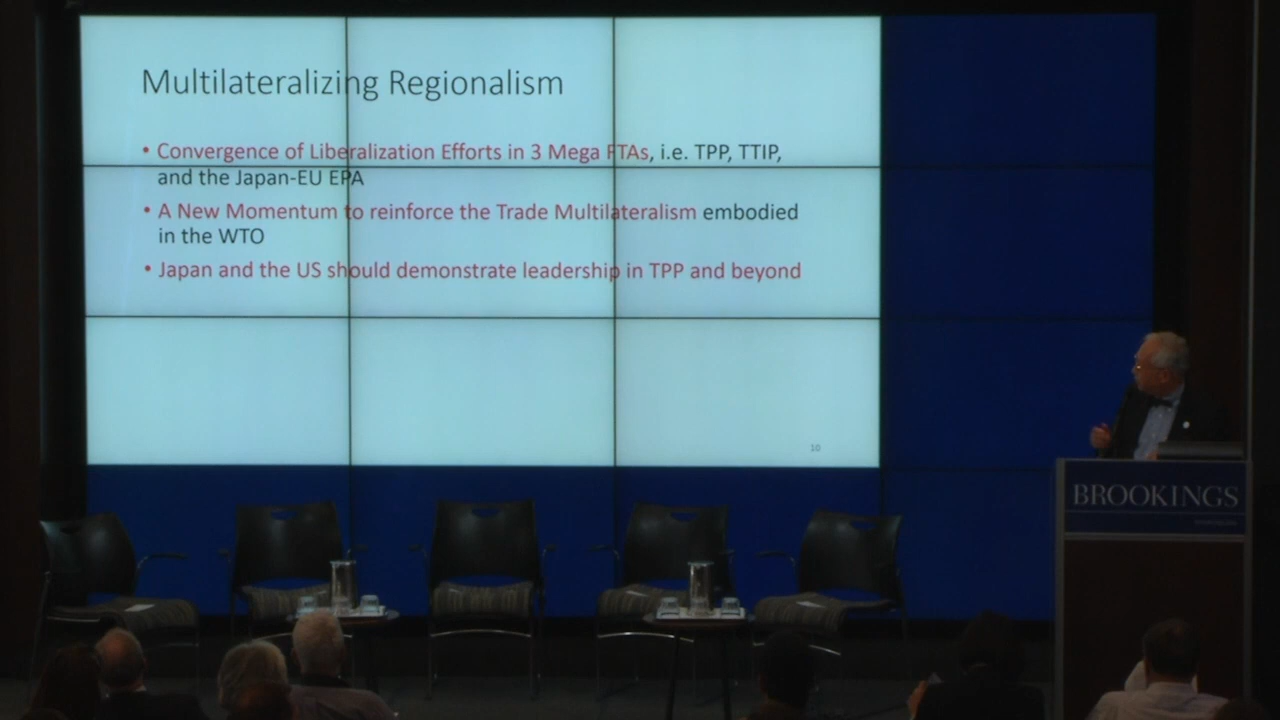 Multilateralizing Regionalism
• Convergence of Liberalization Efforts in 3 Mega FTAs, i.e. TPP, TTIP,
and the Japan-EU EPA
• A New Momentum to reinforce the Trade Multilateralism embodied
in the WTO
• Japan and the US should demonstrate leadership in TPP and beyond
10
BROOKINGS